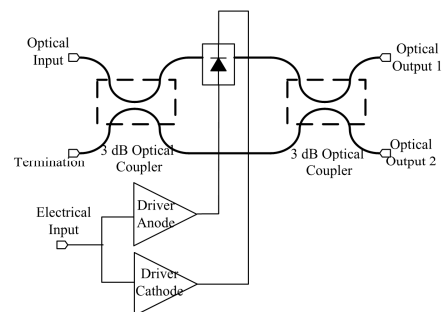 Optical
Input
Optical
Output 1
Termination
3 dB Optical
Coupler
3 dB Optical
Coupler
Optical
Output 2
Electrical
Input
Driver
Anode
Driver
Cathode